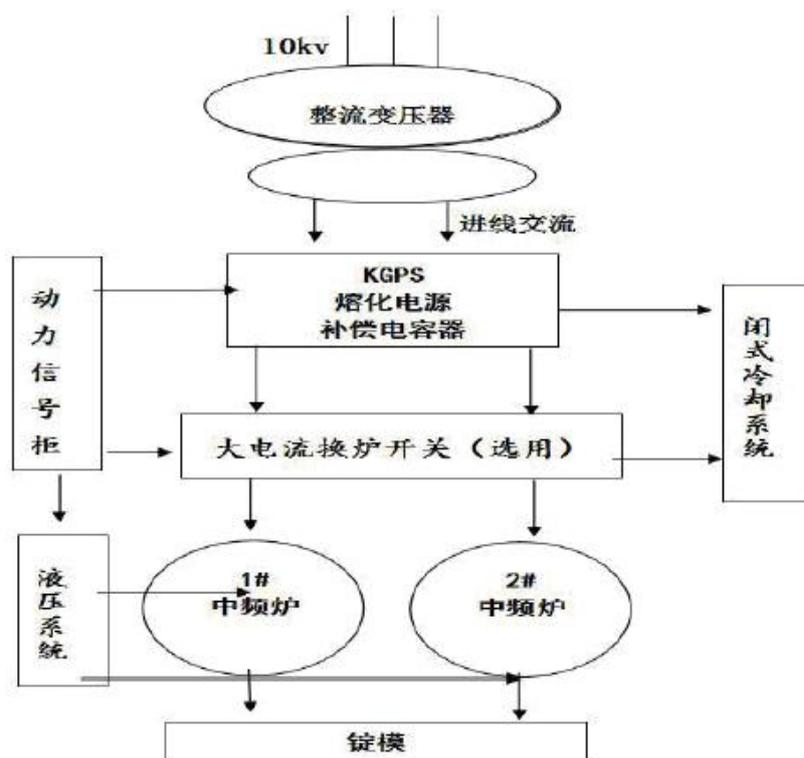 10kv
整流变压器
进线交流
KGPS
熔化电源
补偿电容器
动力信号柜
闭式冷却系统
大电流换炉开关（选用）
液压系统
1#
中频炉
2#
中频炉
锭模